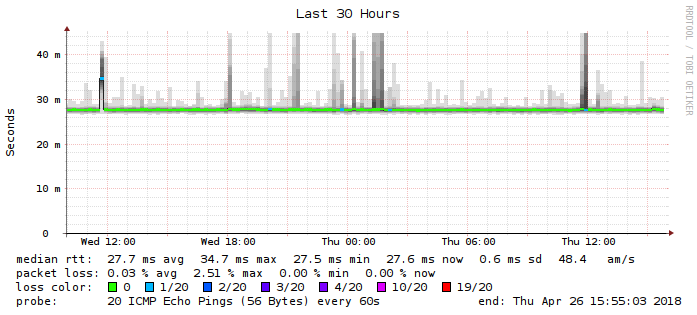 Last 30 Hours
RRDTOOL / TOBI OETIKER
Seconds
40 m
30 m
20 m
10 m
0
Wed 12:00 Wed 18:00 Thu 00:00 Thu 06:00 Thu 12:00
median rtt: 27.7 ms avg 34.7 ms max 27.5 ms min 27.6 ms now 0.6 ms sd 48.4 am/s
packet loss: 0.03 % avg 2.51 % max 0.00 % min 0.00 % now
loss color: 0 1/20 2/20 3/20 4/20 10/20 19/20
probe: 20 ICMP Echo Pings (56 Bytes) every 60s end: Thu Apr 26 15:55:03 2018